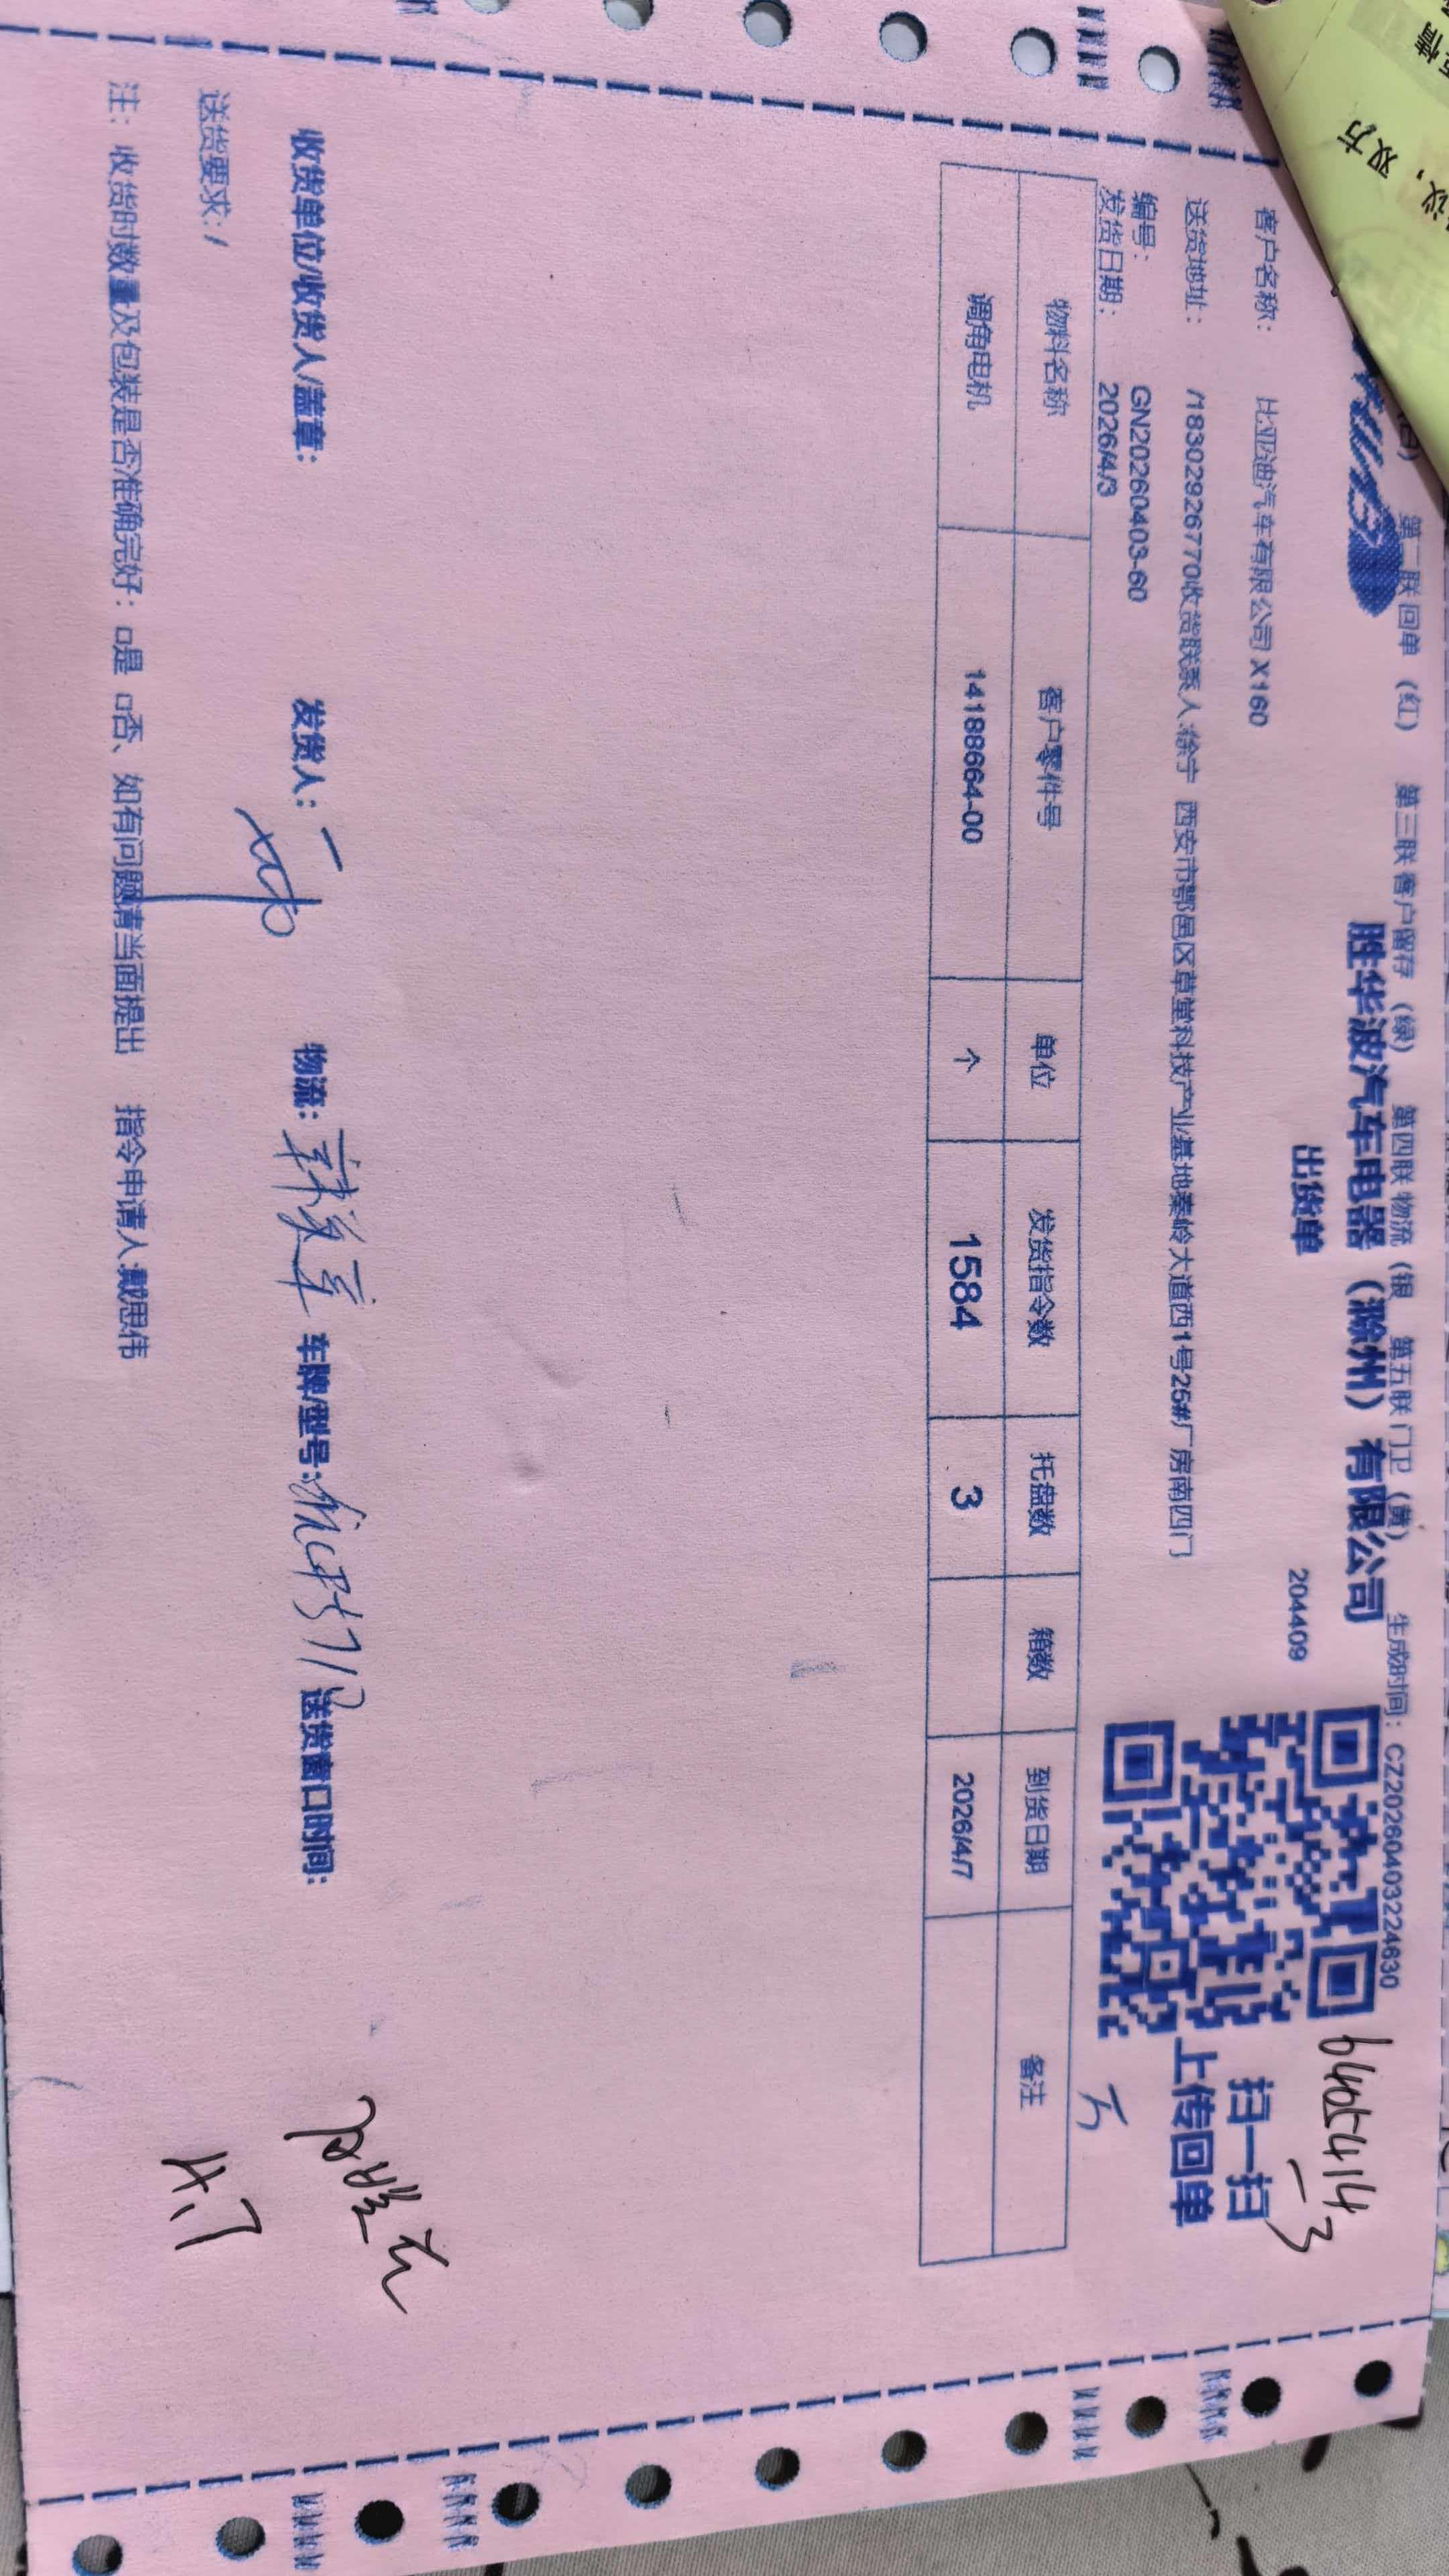 第二联 回单 (红) 第三联 客户留存 (绿) 第四联 物流 (银 第五联 门卫 (黄) 生成时间: CZ20260403224630
胜华波汽车电器（滁州）有限公司
出货单
204409
6405414-3
客户名称: 比亚迪汽车有限公司 X160
送货地址: /18302926770收货联系人:徐宁 西安市鄠邑区草堂科技产业基地秦岭大道西1号25#厂房南四门
编号: GN20260403-60
发货日期: 2026/4/3
扫一扫
上传回单
物料名称 客户零件号 单位 发货指令数 托盘数 箱数 到货日期 备注
调角电机 14188664-00 个 1584 3 2026/4/7
收货单位/收货人/盖章: 发货人: 物流: 车牌/型号: 送货窗口时间:
4.7
送货要求: /
注: 收货时数量及包装是否准确完好: □是 □否、如有问题请当面提出 指令申请人:戴思伟
双方